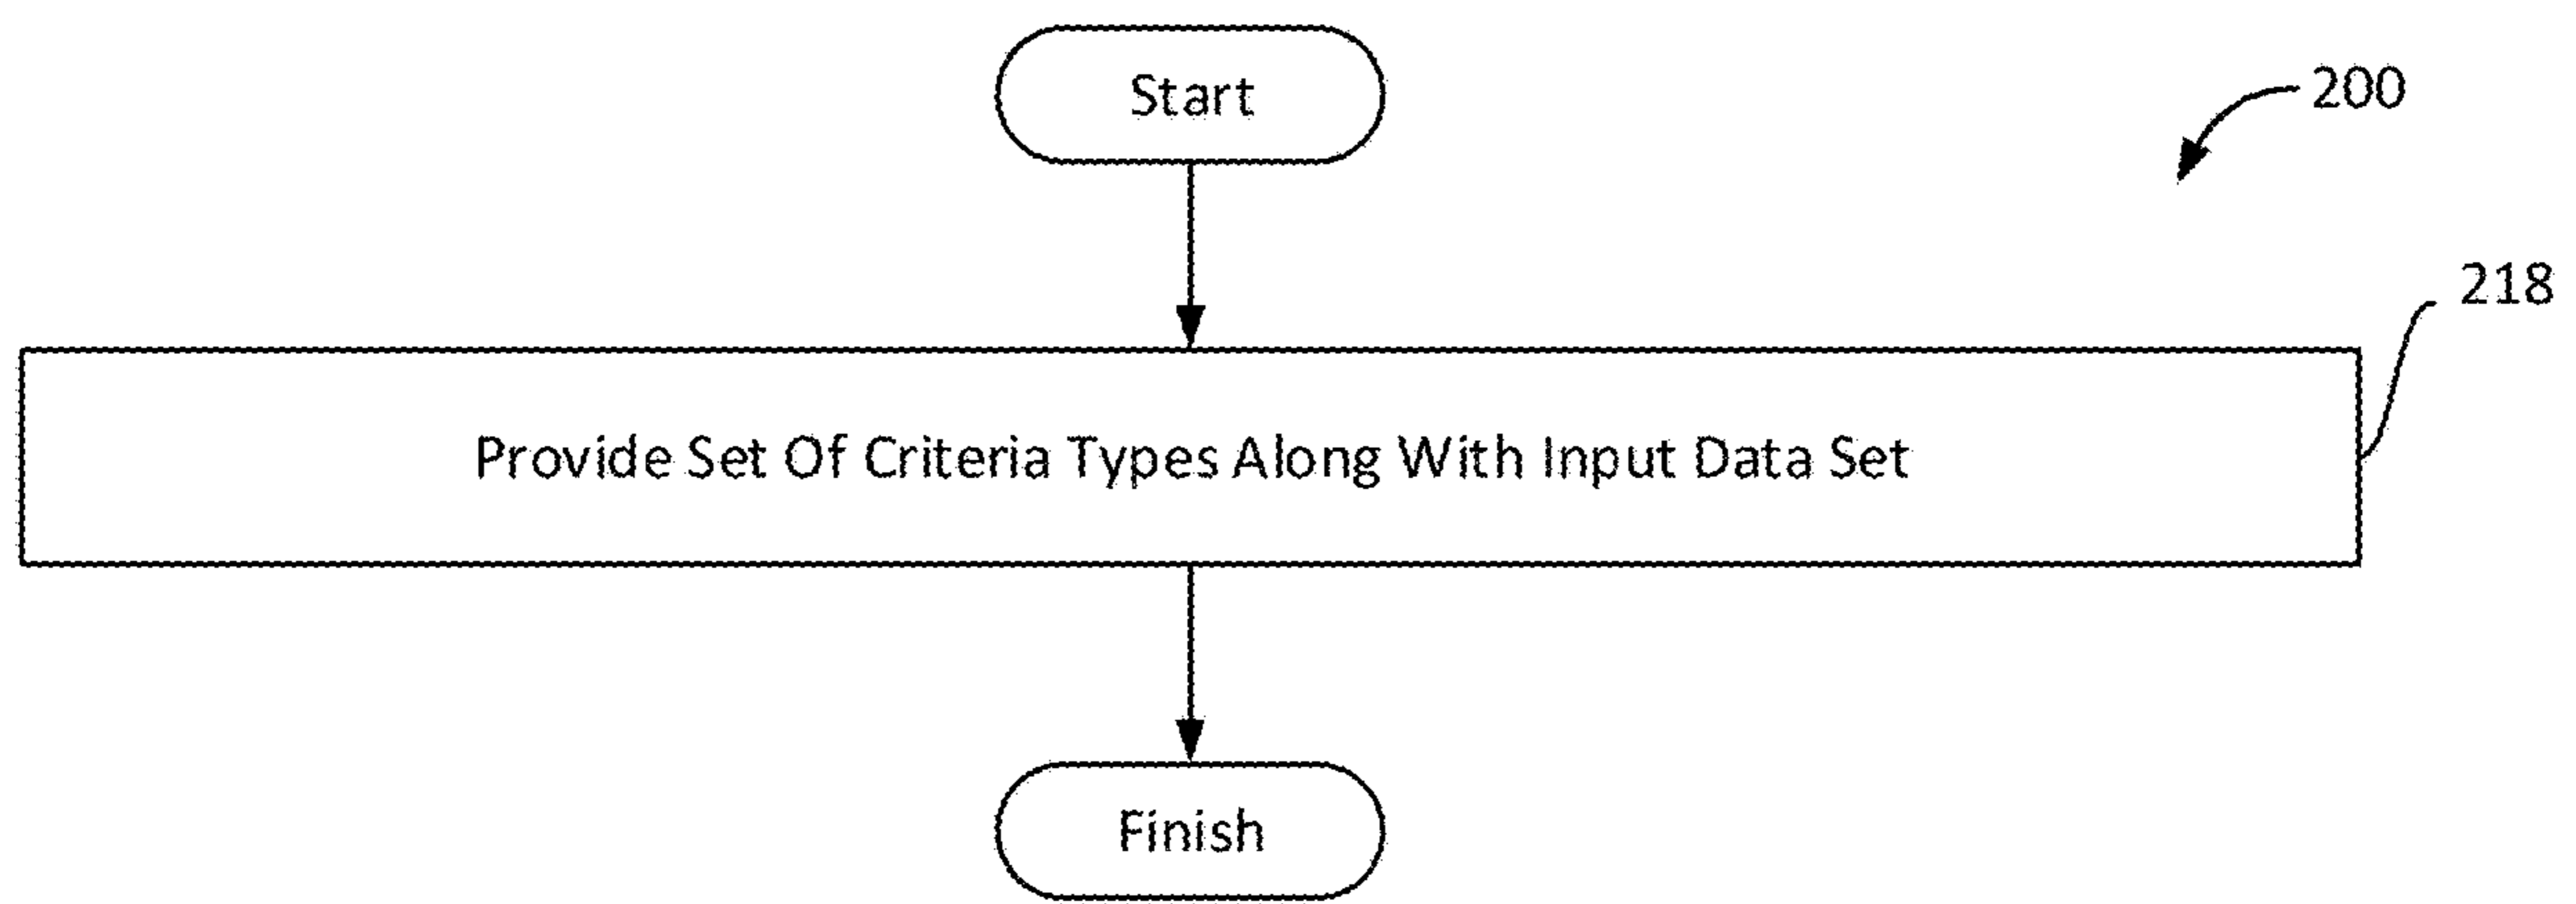 Start
200
218
Provide Set Of Criteria Types Along With Input Data Set
Finish